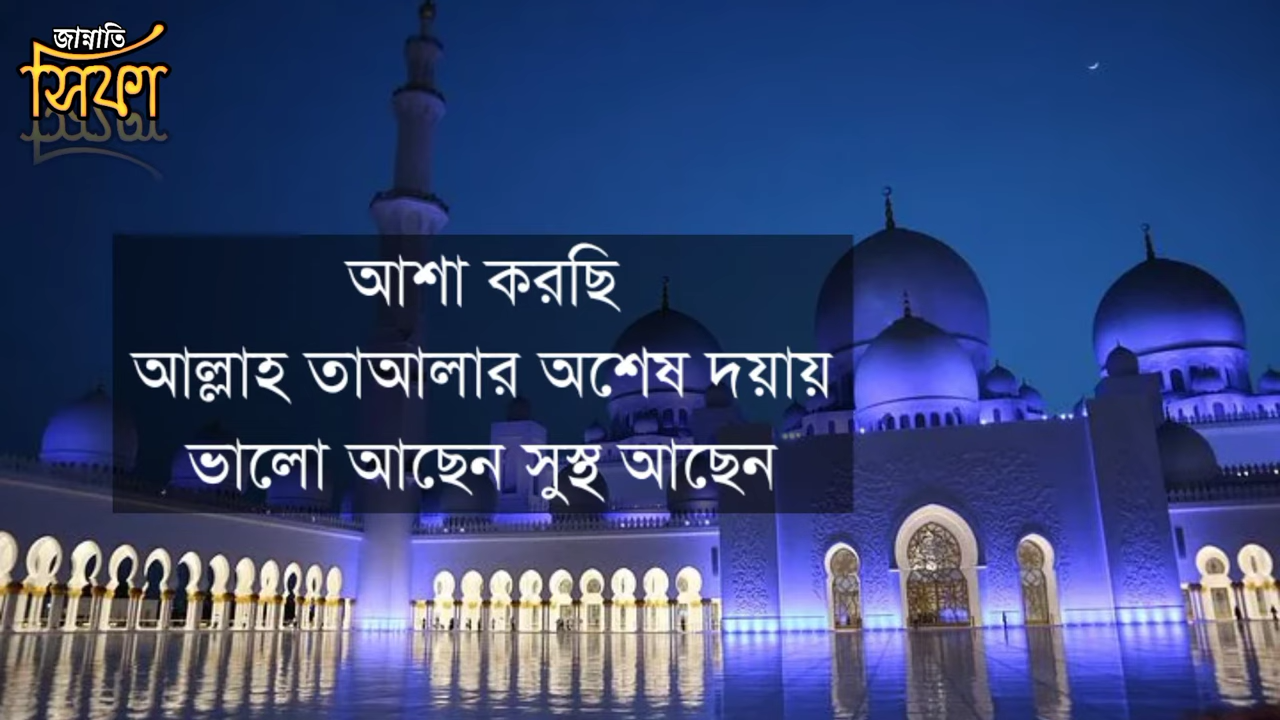 জান্নাতি
সিফা
আশা করছি
আল্লাহ তাআলার অশেষ দয়ায়
ভালো আছেন সুস্থ আছেন